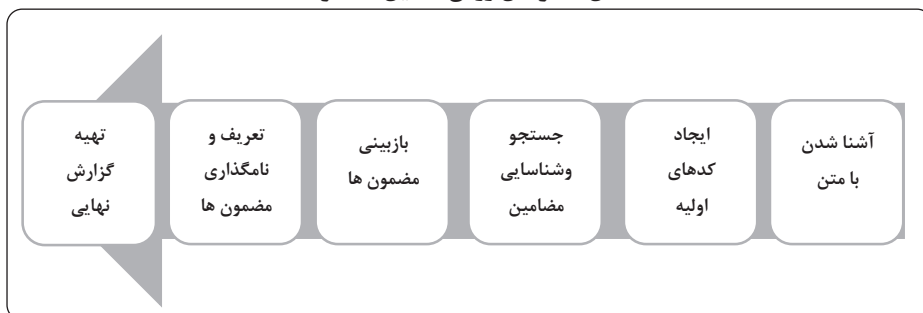 آشنا شدن
با متن
ایجاد
کدهای
اولیه
جستجو
وشناسایی
مضامین
بازبینی
مضمون ها
تعریف و
نامگذاری
مضمون ها
تهیه
گزارش
نهایی